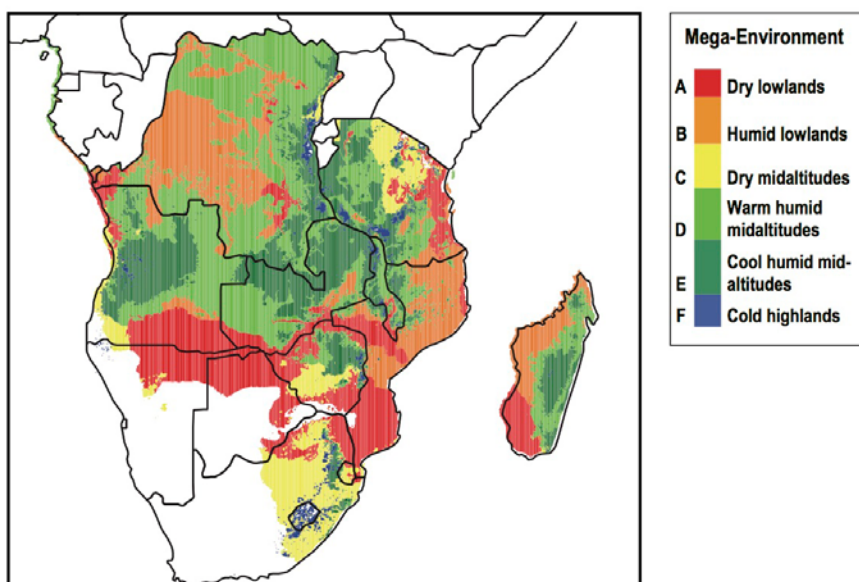 Mega-Environment
A Dry lowlands
B Humid lowlands
C Dry midaltitudes
D Warm humid
midaltitudes
E Cool humid mid-
altitudes
F Cold highlands